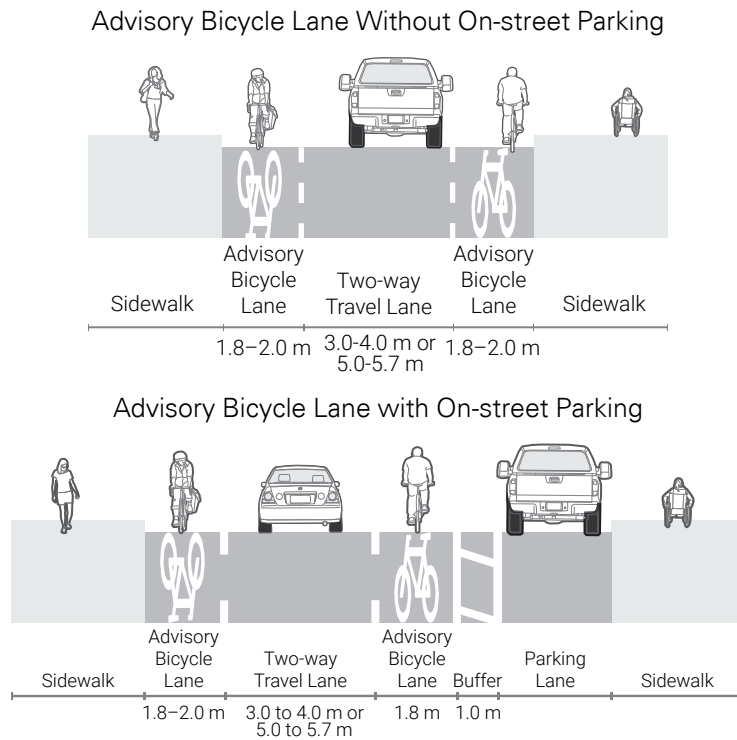 Advisory Bicycle Lane Without On-street Parking
Sidewalk
Advisory
Bicycle
Lane
Two-way
Travel Lane
Advisory
Bicycle
Lane
Sidewalk
1.8–2.0 m
3.0-4.0 m or
5.0-5.7 m
1.8–2.0 m
Advisory Bicycle Lane with On-street Parking
Sidewalk
Advisory
Bicycle
Lane
Two-way
Travel Lane
Advisory
Bicycle
Lane
Buffer
Parking
Lane
Sidewalk
1.8–2.0 m
3.0 to 4.0 m or
5.0 to 5.7 m
1.8 m
1.0 m